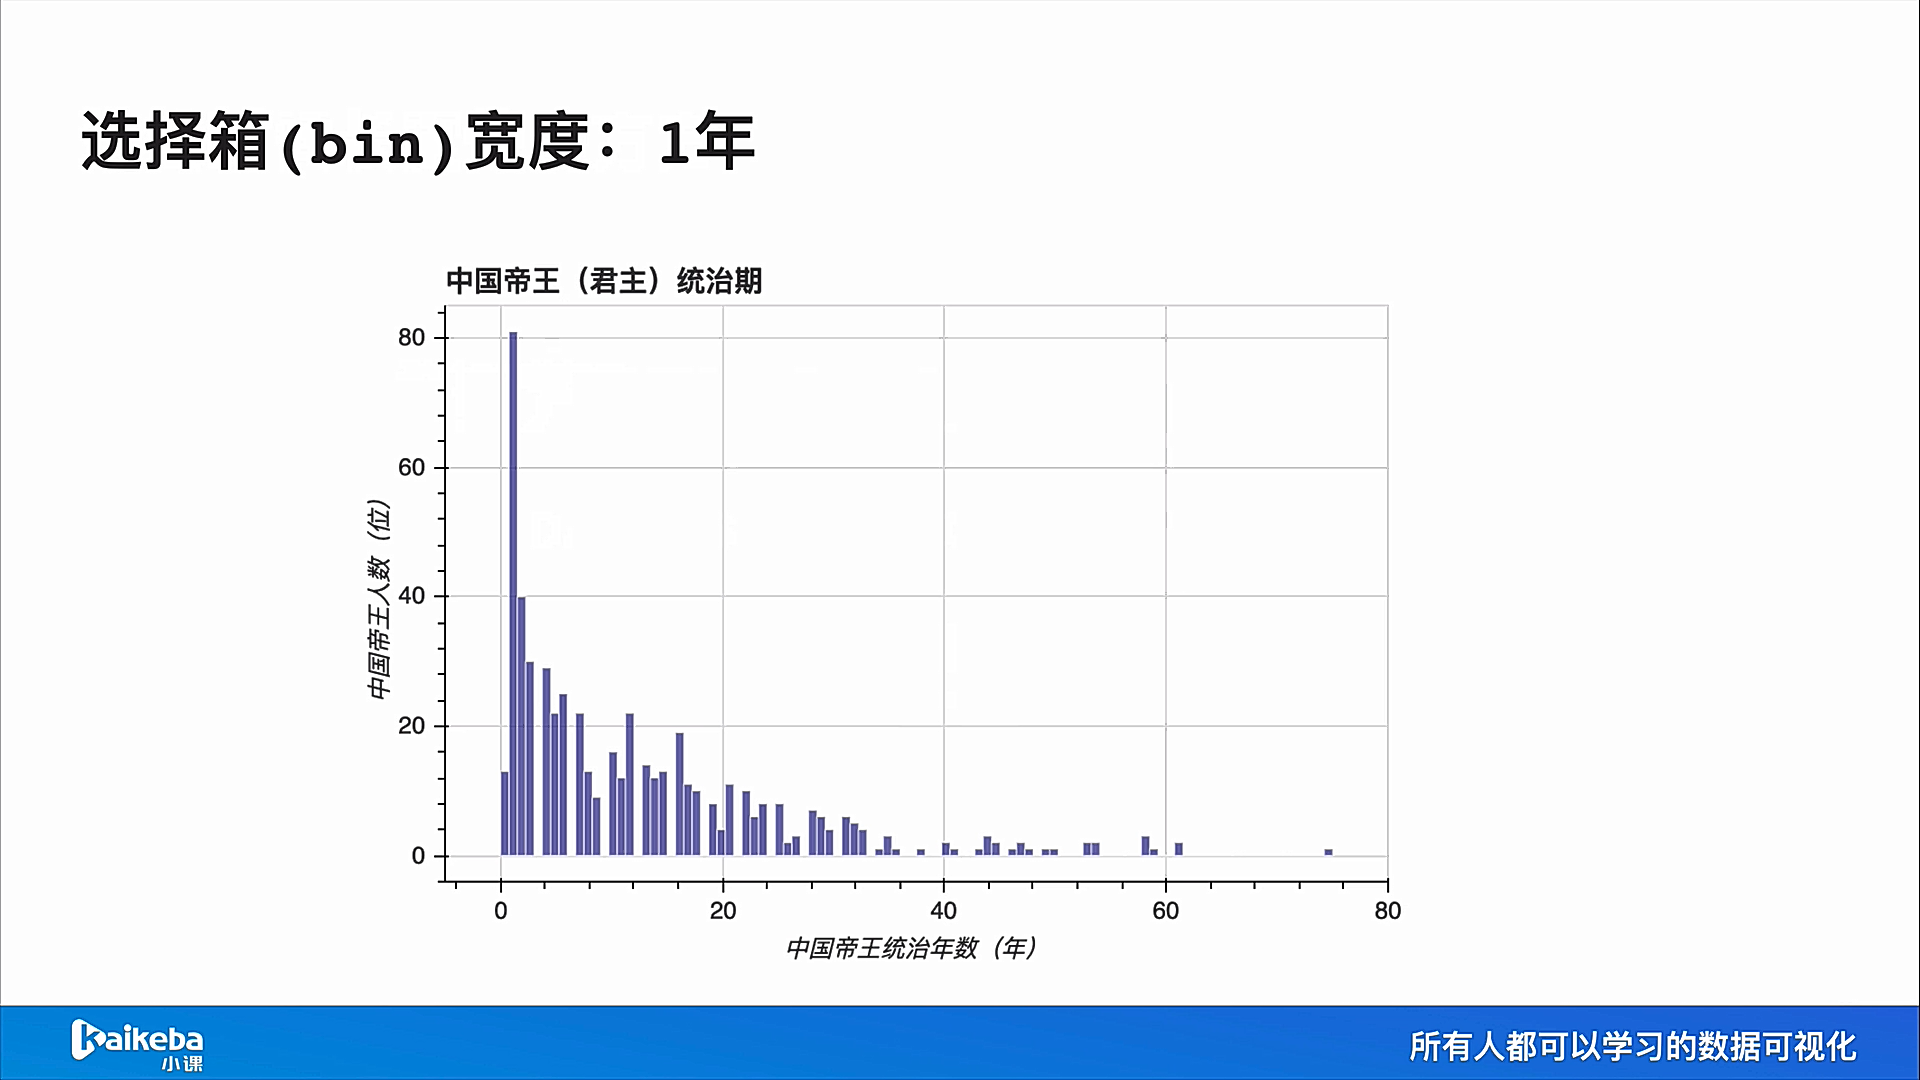 选择箱(bin)宽度：1年
中国帝王（君主）统治期
中国帝王人数（位）
80
60
40
20
0
0 20 40 60 80
中国帝王统治年数（年）
Kaikeba
小课
所有人都可以学习的数据可视化